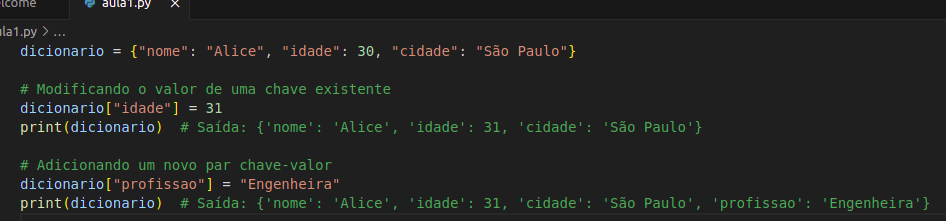 elcome
aula1.py
×
ula1.py > ...
dicionario = {"nome": "Alice", "idade": 30, "cidade": "São Paulo"}
# Modificando o valor de uma chave existente
dicionario["idade"] = 31
print(dicionario)  # Saída: {'nome': 'Alice', 'idade': 31, 'cidade': 'São Paulo'}
# Adicionando um novo par chave-valor
dicionario["profissao"] = "Engenheira"
print(dicionario)  # Saída: {'nome': 'Alice', 'idade': 31, 'cidade': 'São Paulo', 'profissao': 'Engenheira'}